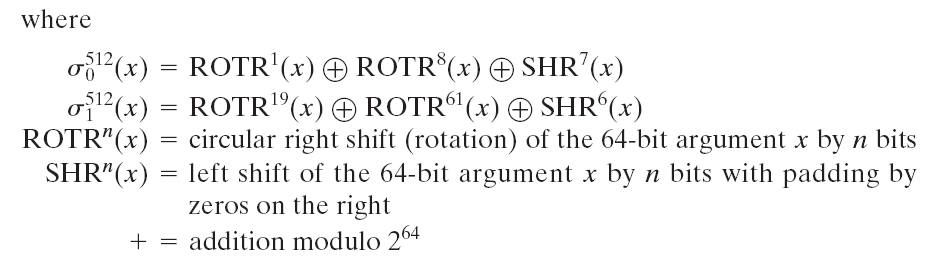 where
σ₀⁵¹²(x) = ROTR¹(x) ⊕ ROTR⁸(x) ⊕ SHR⁷(x)
σ₁⁵¹²(x) = ROTR¹⁹(x) ⊕ ROTR⁶¹(x) ⊕ SHR⁶(x)
ROTRⁿ(x) = circular right shift (rotation) of the 64-bit argument x by n bits
SHRⁿ(x) = left shift of the 64-bit argument x by n bits with padding by
zeros on the right
+ = addition modulo 2⁶⁴